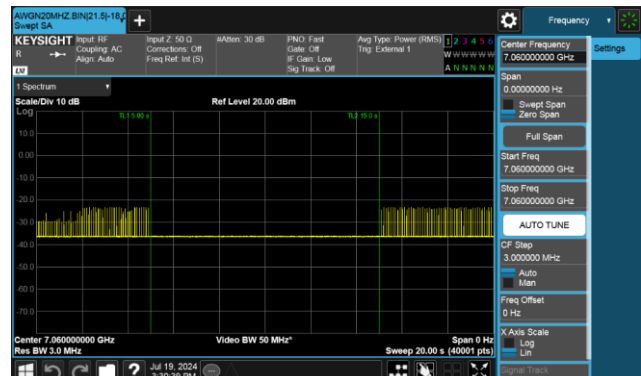 AWGN20MHZ.BIN|21.5|-18,0
Swept SA
Frequency
KEYSIGHT
Input: RF
Coupling: AC
Align: Auto
Input Z: 50 Ω
Corrections: Off
Freq Ref: Int (S)
#Atten: 30 dB
PNO: Fast
Gate: Off
IF Gain: Low
Sig Track: Off
Avg Type: Power (RMS)
Trig: External 1
1 2 3 4 5 6
W W W W W W
A N N N N N
R
LXI
1 Spectrum
Scale/Div 10 dB
Ref Level 20.00 dBm
Log
TL1 5.00 s
TL2 15.0 s
10.0
0.00
-10.0
-20.0
-30.0
-40.0
-50.0
-60.0
-70.0
Center 7.060000000 GHz
Video BW 50 MHz*
Span 0 Hz
Res BW 3.0 MHz
Sweep 20.00 s (40001 pts)
Jul 19, 2024
Center Frequency
7.060000000 GHz
Settings
Span
0.00000000 Hz
Swept Span
Zero Span
Full Span
Start Freq
7.060000000 GHz
Stop Freq
7.060000000 GHz
AUTO TUNE
CF Step
3.000000 MHz
Auto
Man
Freq Offset
0 Hz
X Axis Scale
Log
Lin
Signal Track